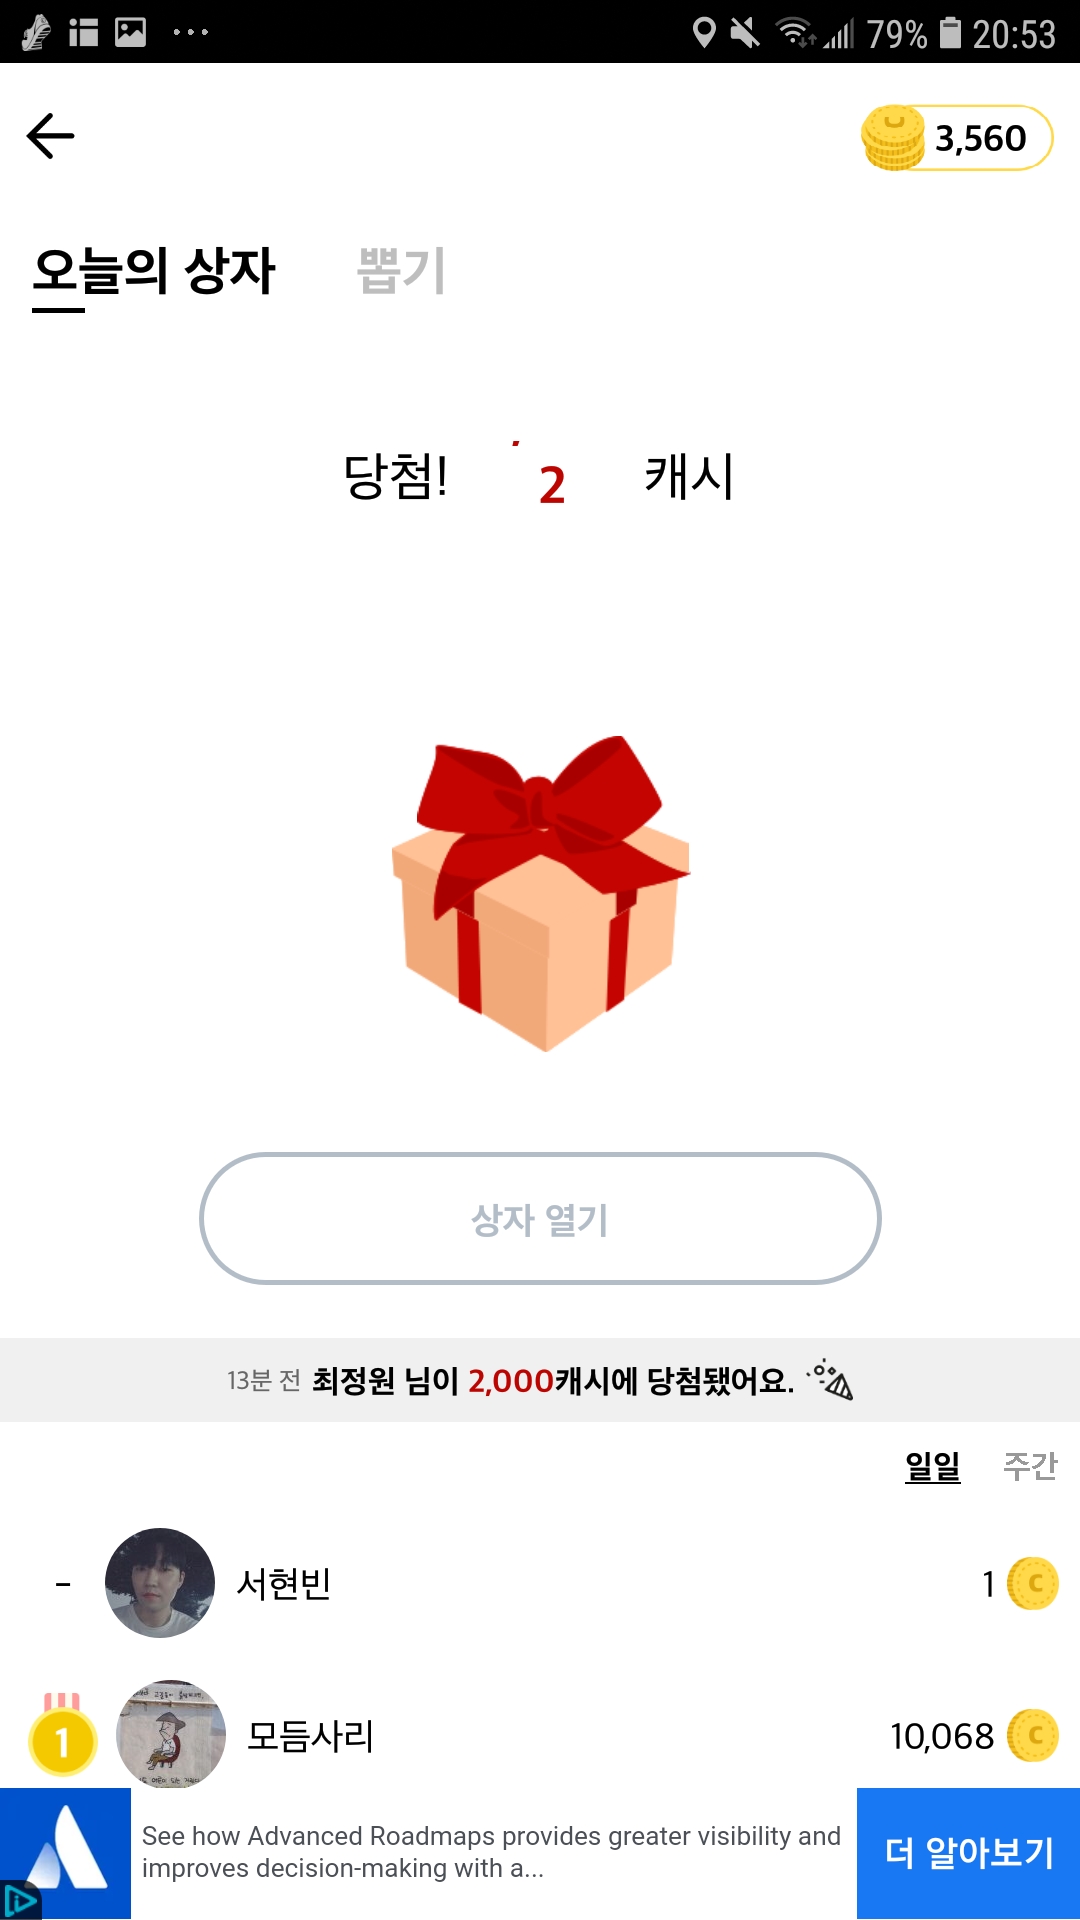 79% 20:53
3,560
오늘의 상자 뽑기
당첨! 2 캐시
상자 열기
13분 전 최정원 님이 2,000캐시에 당첨됐어요.
일일 주간
- 서현빈 1
1 모듬사리 10,068
See how Advanced Roadmaps provides greater visibility and
improves decision-making with a...
더 알아보기